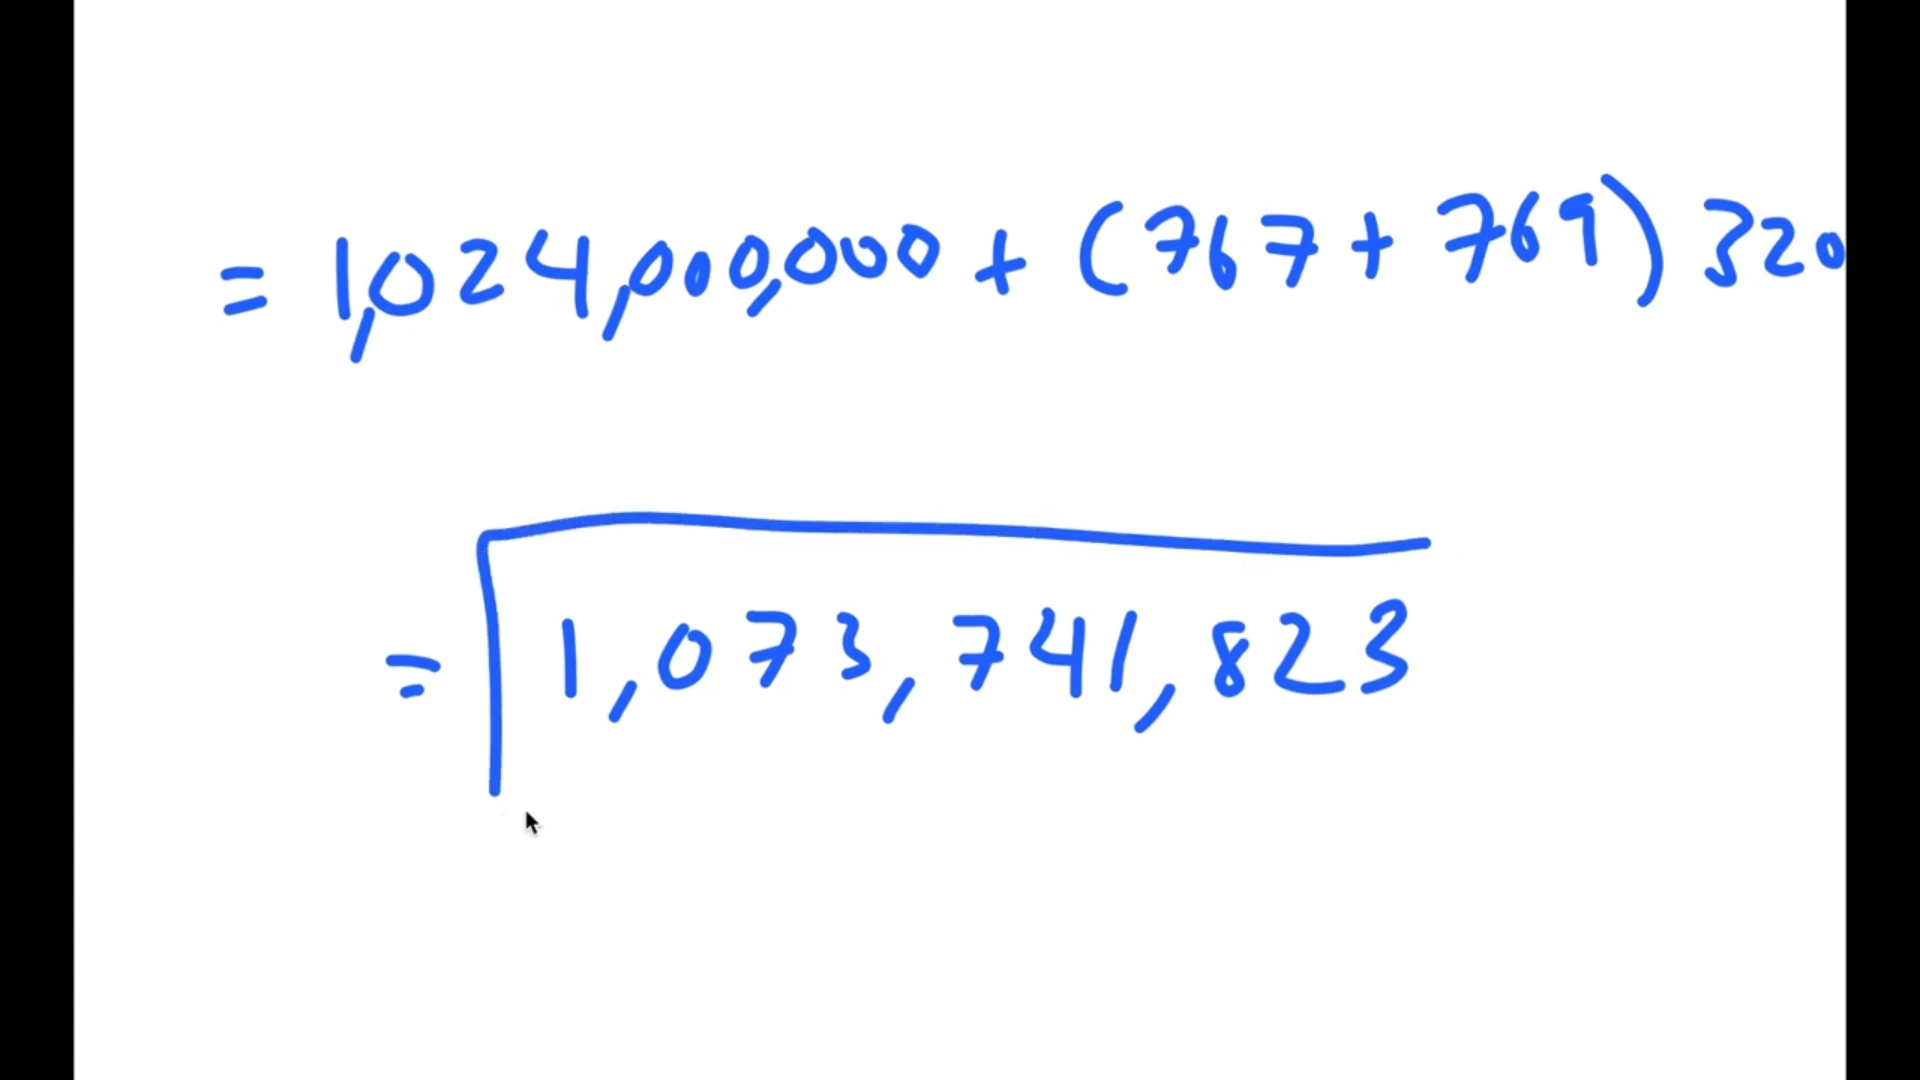 = 1,024,000,000 + (767 + 769) 320
= 1,073,741,823